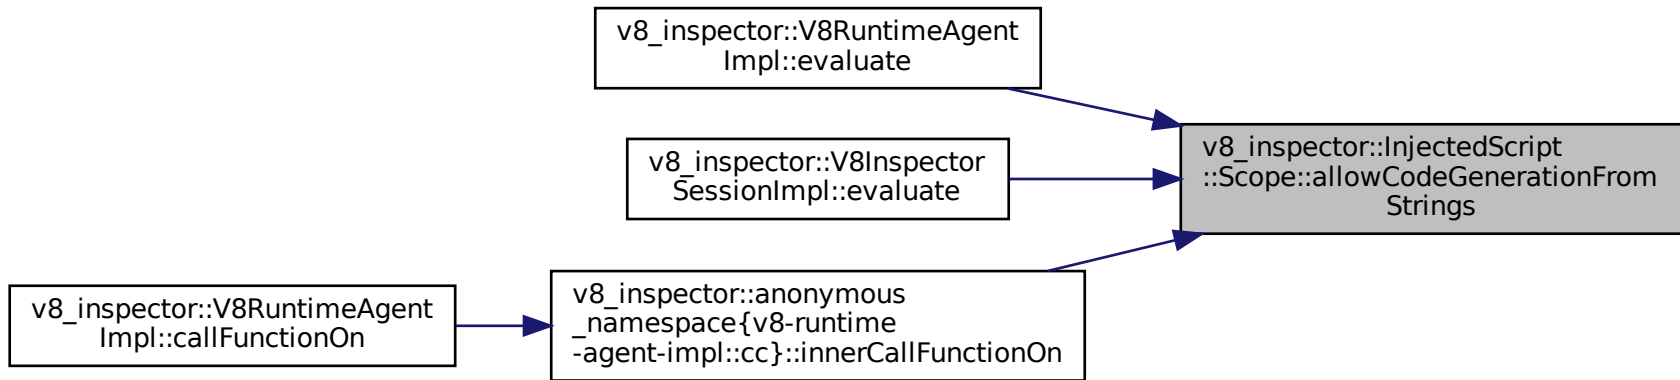 v8_inspector::V8RuntimeAgent
Impl::evaluate
v8_inspector::InjectedScript
::Scope::allowCodeGenerationFrom
Strings
v8_inspector::V8Inspector
SessionImpl::evaluate
v8_inspector::anonymous
_namespace{v8-runtime
-agent-impl::cc}::innerCallFunctionOn
v8_inspector::V8RuntimeAgent
Impl::callFunctionOn